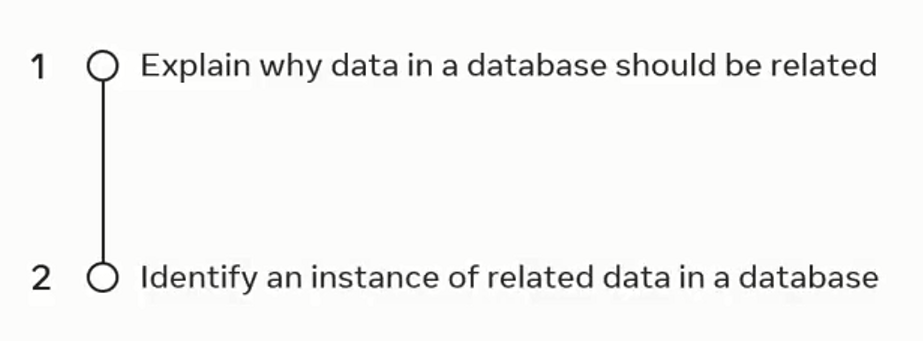 1 Explain why data in a database should be related
2 Identify an instance of related data in a database